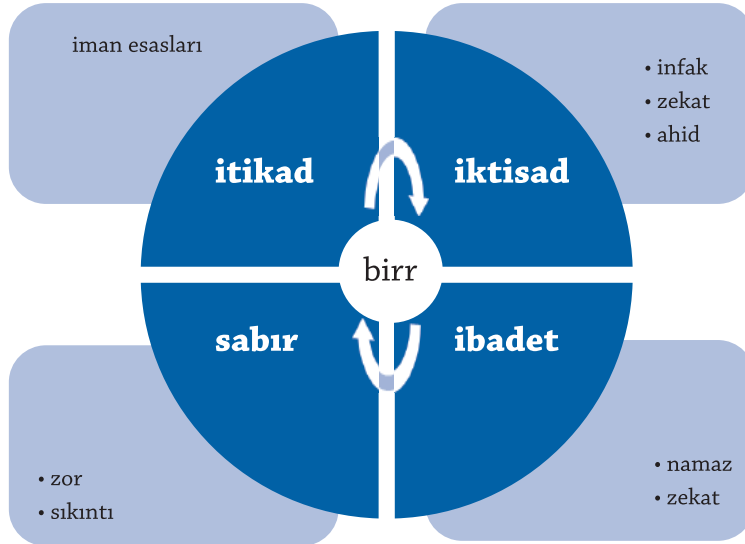 iman esasları
• infak
• zekat
• ahid
itikad
iktisad
birr
sabır
ibadet
• zor
• sıkıntı
• namaz
• zekat